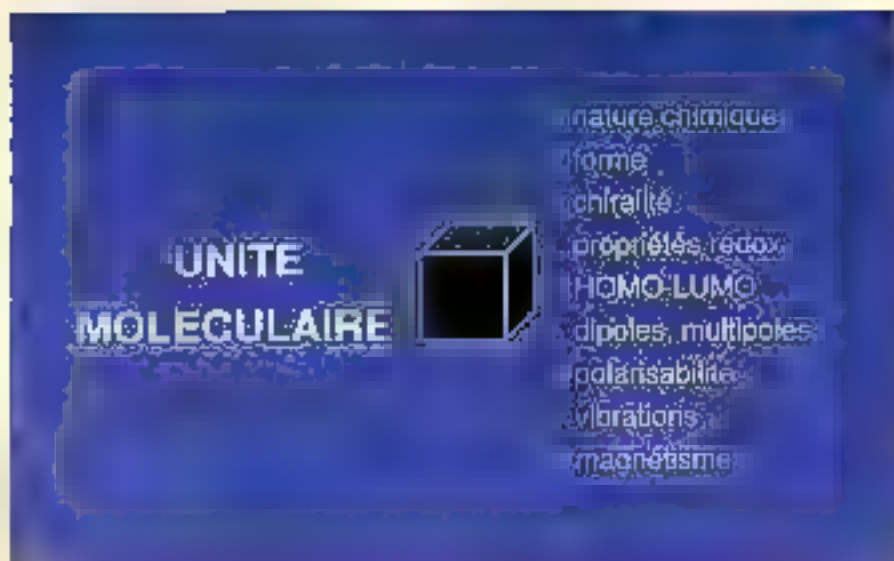 UNITE
MOLECULAIRE
nature chimique
forme
chiralité
propriétés redox
HOMO-LUMO
dipoles, multipoles
polarisabilité
vibrations
magnétisme